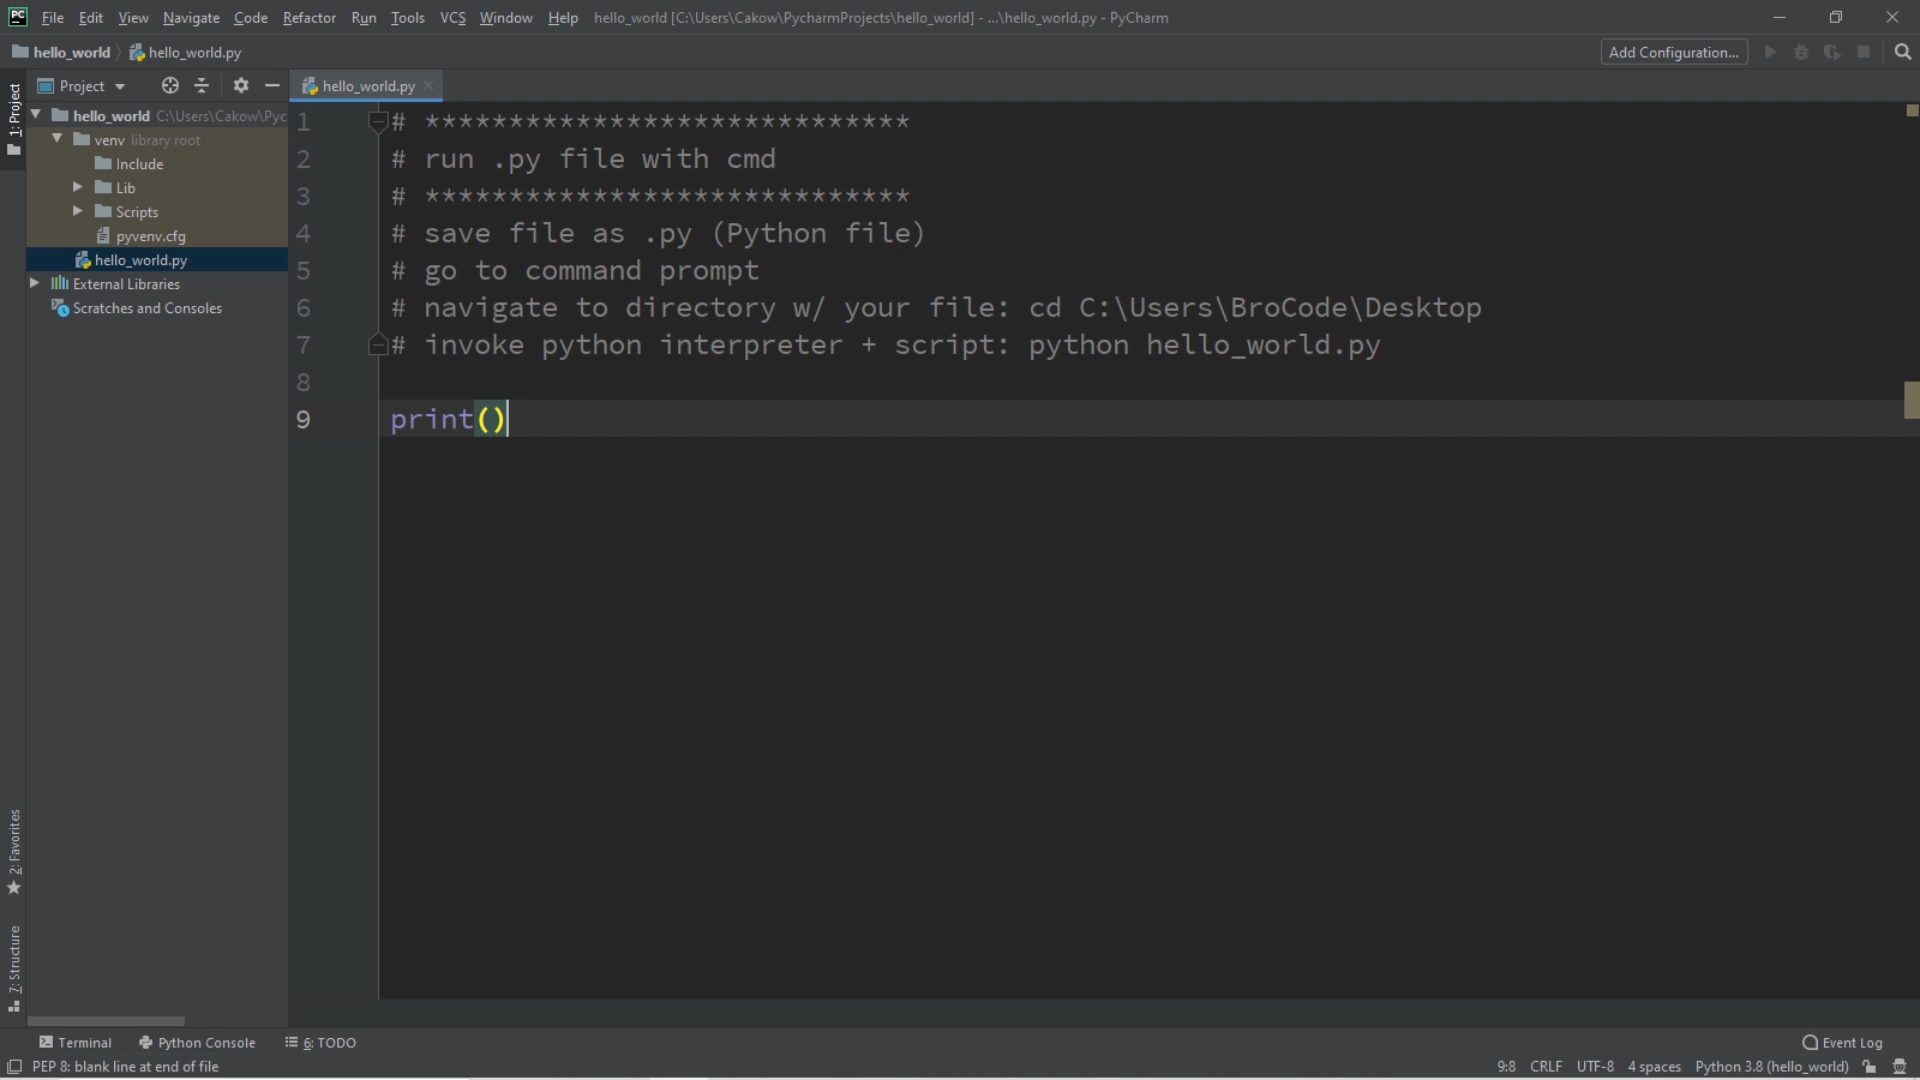 PC File Edit View Navigate Code Refactor Run Tools VCS Window Help hello_world [C:\Users\Cakow\PycharmProjects\hello_world] - ...\hello_world.py - PyCharm
hello_world hello_world.py Add Configuration...
1: Project
Project
hello_world.py
hello_world C:\Users\Cakow\Pyc
venv library root
Include
Lib
Scripts
pyvenv.cfg
hello_world.py
External Libraries
Scratches and Consoles
1 # *****************************
2 # run .py file with cmd
3 # *****************************
4 # save file as .py (Python file)
5 # go to command prompt
6 # navigate to directory w/ your file: cd C:\Users\BroCode\Desktop
7 # invoke python interpreter + script: python hello_world.py
8
9 print()
2: Favorites
7: Structure
Terminal Python Console 6: TODO Event Log
PEP 8: blank line at end of file 9:8 CRLF UTF-8 4 spaces Python 3.8 (hello_world)